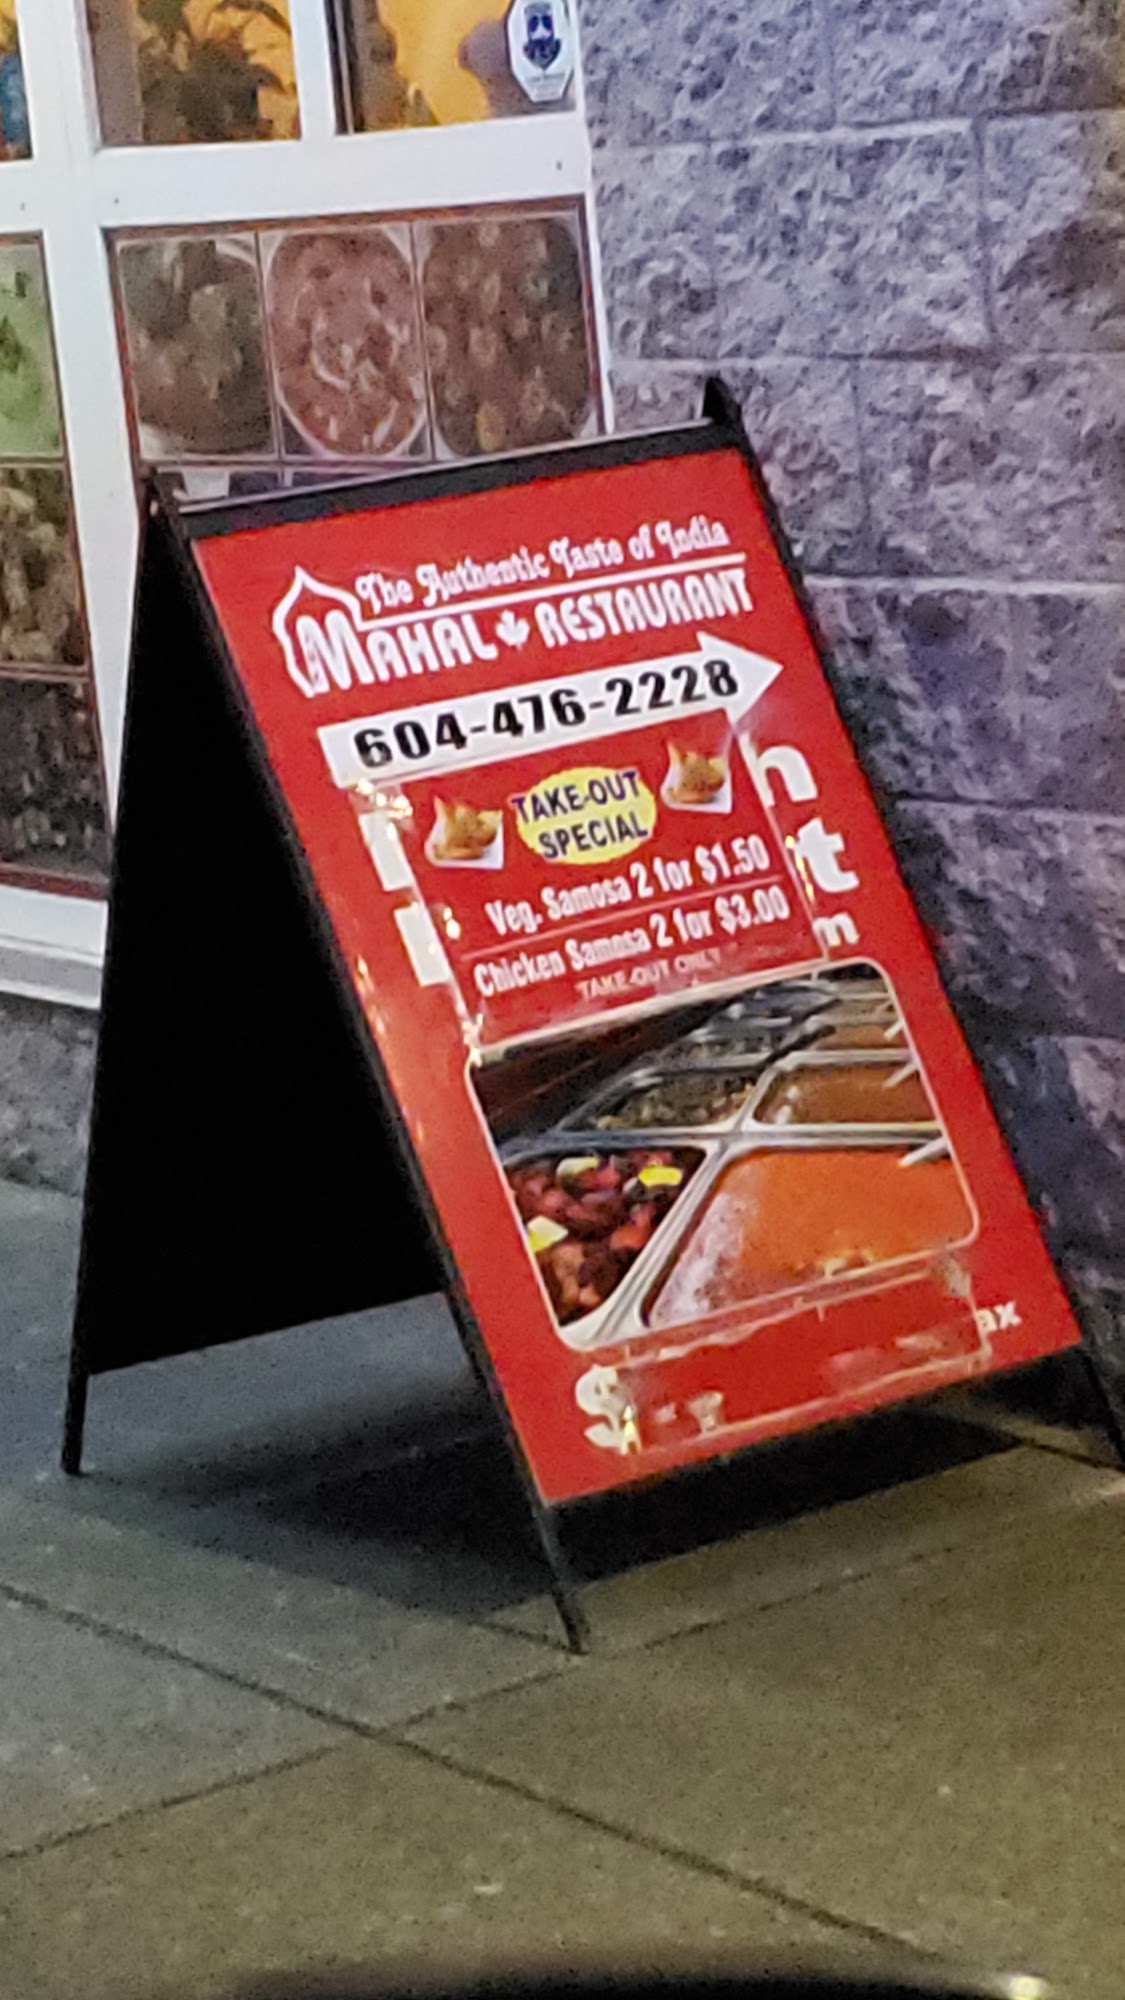 The Authentic Taste of India
MAHAL RESTAURANT
604-476-2228
TAKE-OUT
SPECIAL
Veg. Samosa 2 for $1.50
Chicken Samosa 2 for $3.00
TAKE-OUT ONLY
h
t
m
$
ax